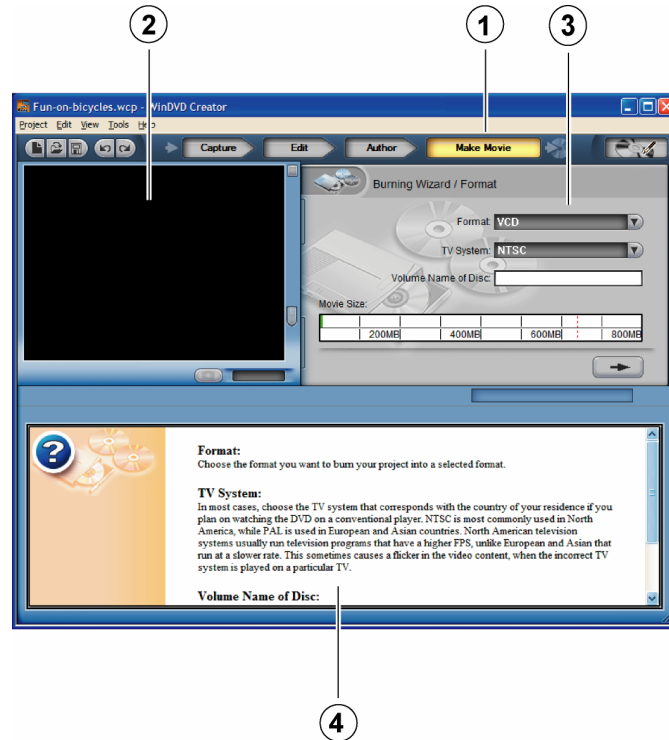 2
1
3
Fun-on-bicycles.wcp - WinDVD Creator
Project Edit View Tools Help
Capture
Edit
Author
Make Movie
Burning Wizard / Format
Format: VCD
TV System: NTSC
Volume Name of Disc:
Movie Size:
200MB 400MB 600MB 800MB
?
Format:
Choose the format you want to burn your project into a selected format.
TV System:
In most cases, choose the TV system that corresponds with the country of your residence if you
plan on watching the DVD on a conventional player. NTSC is most commonly used in North
America, while PAL is used in European and Asian countries. North American television
systems usually run television programs that have a higher FPS, unlike European and Asian that
run at a slower rate. This sometimes causes a flicker in the video content, when the incorrect TV
system is played on a particular TV.
Volume Name of Disc:
4